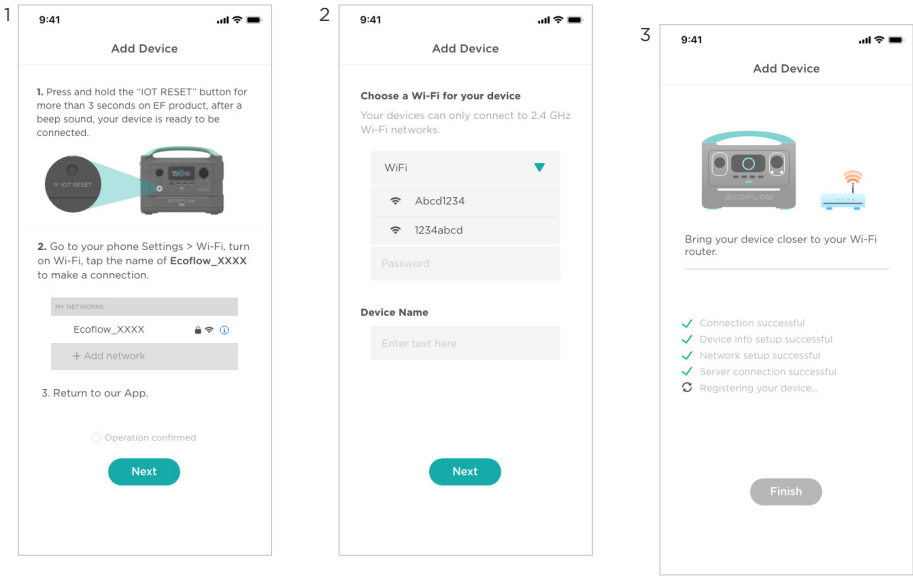 1
9:41
Add Device
1. Press and hold the “IOT RESET” button for
more than 3 seconds on EF product, after a
beep sound, your device is ready to be
connected.
IOT RESET
ECOFLOW
2. Go to your phone Settings > Wi-Fi, turn
on Wi-Fi, tap the name of Ecoflow_XXXX
to make a connection.
MY NETWORKS
Ecoflow_XXXX
+ Add network
3. Return to our App.
Operation confirmed
Next
2
9:41
Add Device
Choose a Wi-Fi for your device
Your devices can only connect to 2.4 GHz
Wi-Fi networks.
WiFi
Abcd1234
1234abcd
Password
Device Name
Enter text here
Next
3
9:41
Add Device
ECOFLOW
Bring your device closer to your Wi-Fi
router.
Connection successful
Device info setup successful
Network setup successful
Server connection successful
Registering your device...
Finish